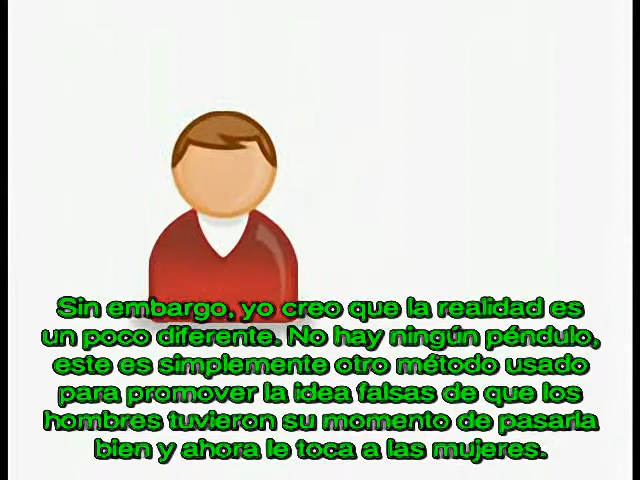 Sin embargo, yo creo que la realidad es
un poco diferente. No hay ningún péndulo,
este es simplemente otro método usado
para promover la idea falsas de que los
hombres tuvieron su momento de pasarla
bien y ahora le toca a las mujeres.